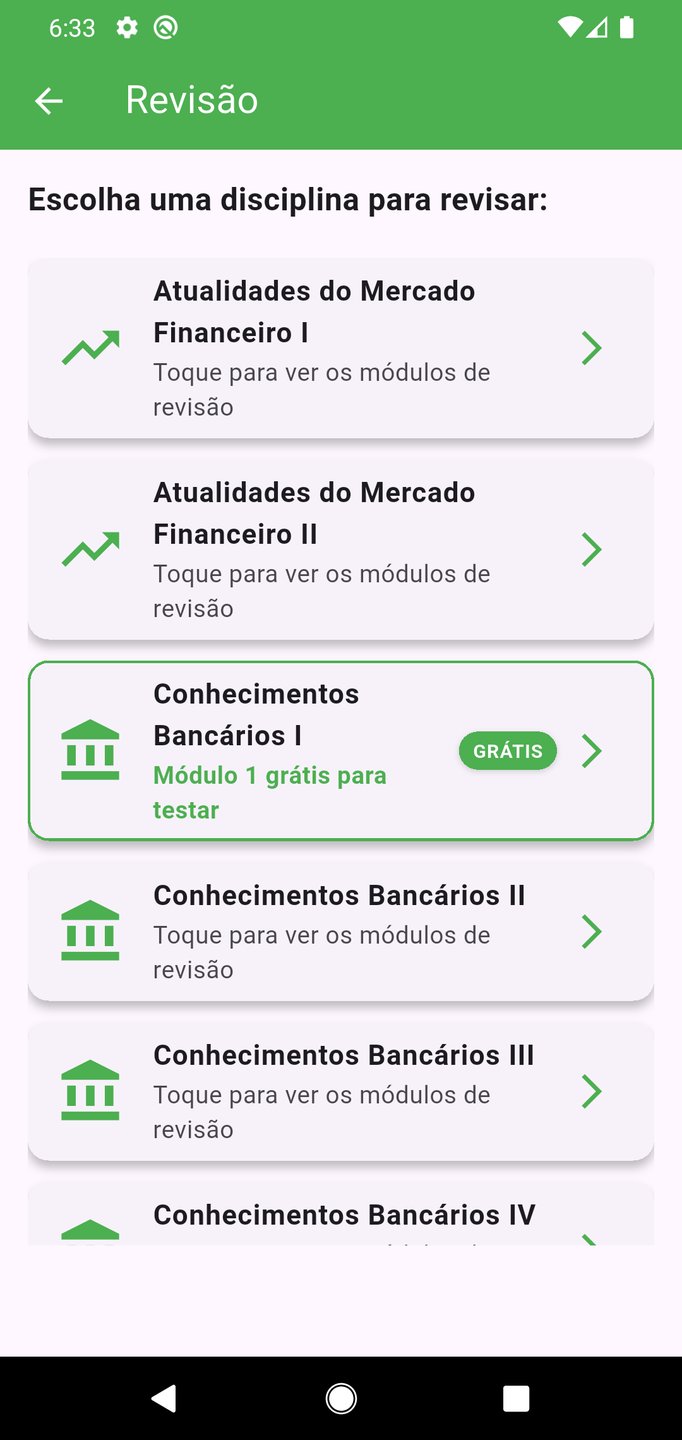 6:33
Revisão
Escolha uma disciplina para revisar:
Atualidades do Mercado
Financeiro I
Toque para ver os módulos de
revisão
Atualidades do Mercado
Financeiro II
Toque para ver os módulos de
revisão
Conhecimentos
Bancários I
Módulo 1 grátis para
testar
GRÁTIS
Conhecimentos Bancários II
Toque para ver os módulos de
revisão
Conhecimentos Bancários III
Toque para ver os módulos de
revisão
Conhecimentos Bancários IV